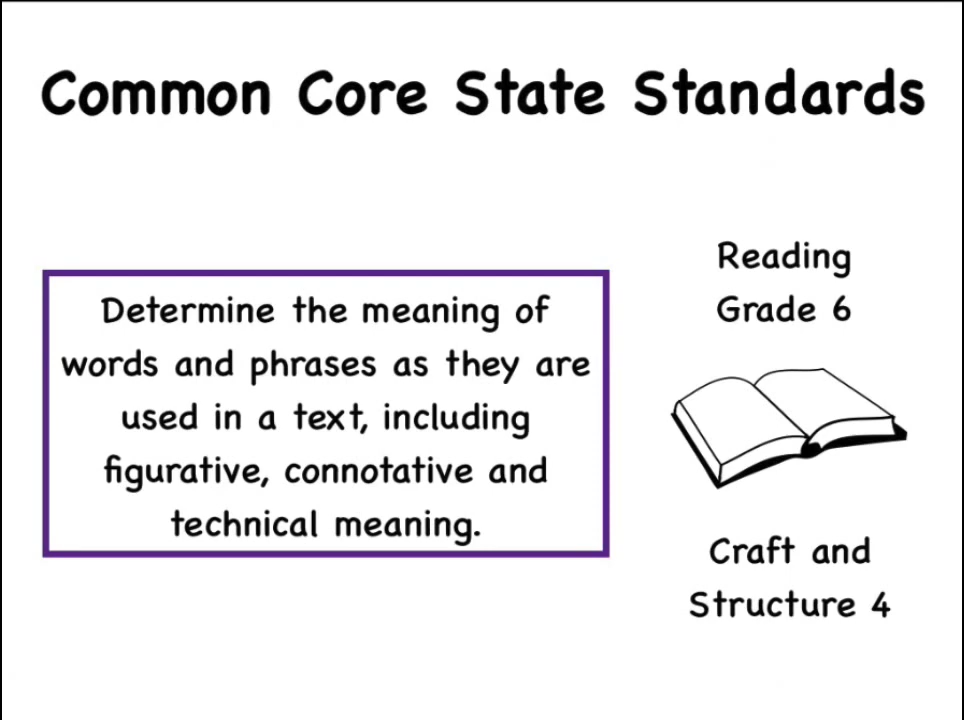 Common Core State Standards
Determine the meaning of
words and phrases as they are
used in a text, including
figurative, connotative and
technical meaning.
Reading
Grade 6
Craft and
Structure 4